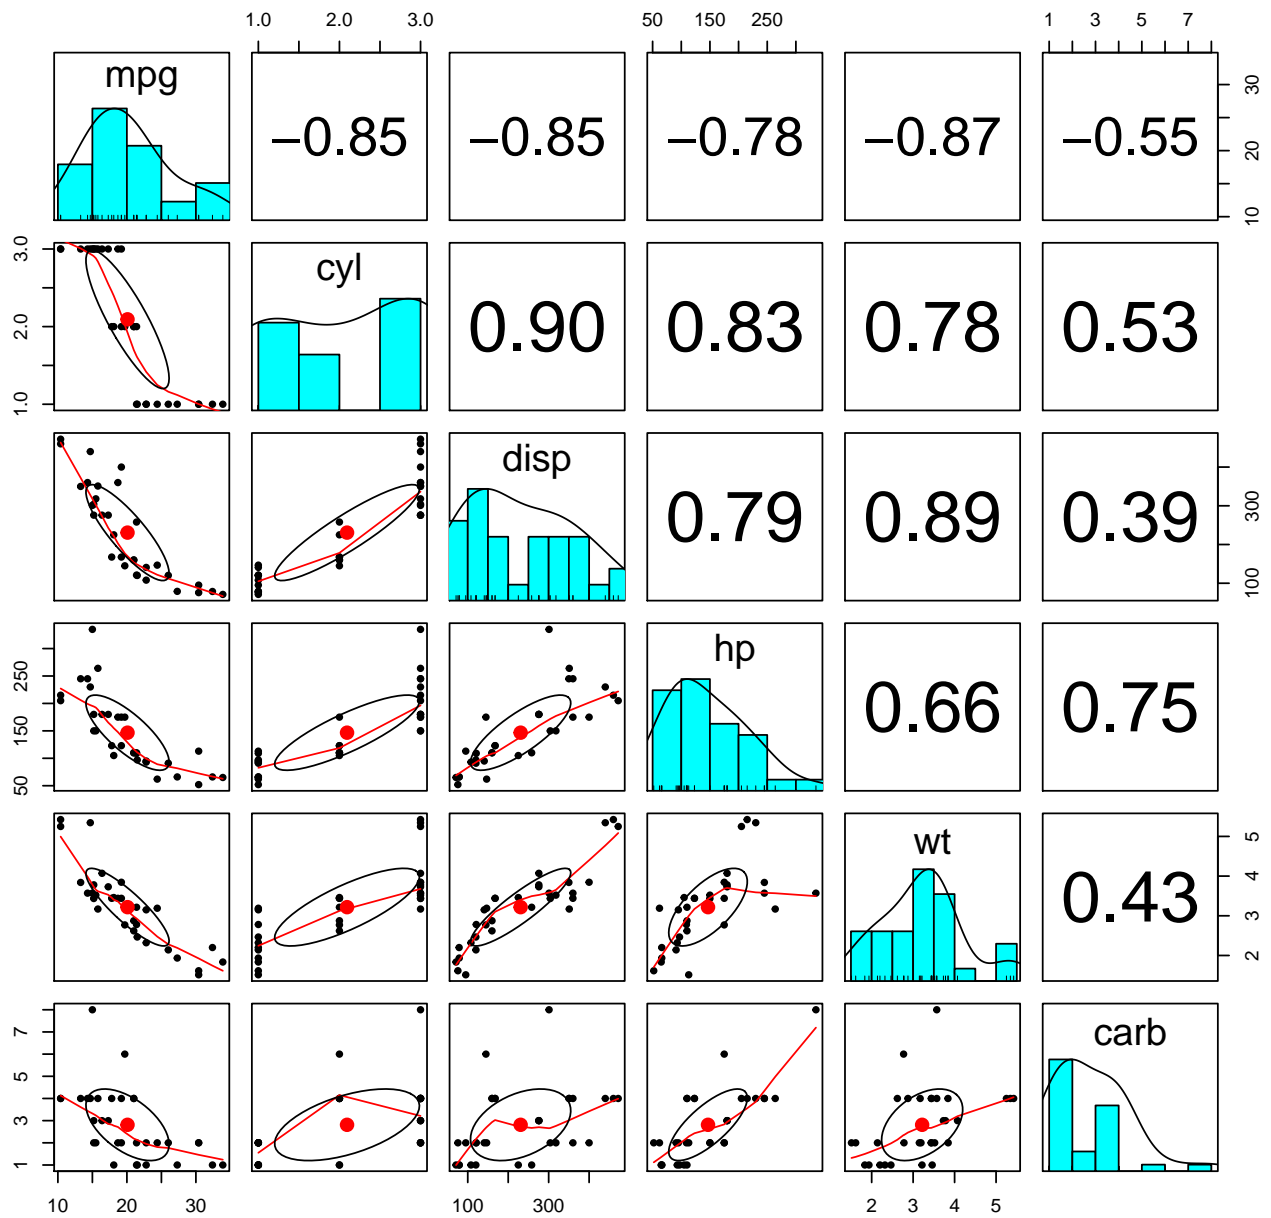 1.0 2.0 3.0 50 150 250 1 3 5 7
mpg −0.85 −0.85 −0.78 −0.87 −0.55 10 20 30
1.0 2.0 3.0 cyl 0.90 0.83 0.78 0.53
disp 0.79 0.89 0.39 100 300
50 150 250 hp 0.66 0.75
wt 0.43 2 3 4 5
1 3 5 7 carb
10 20 30 100 300 2 3 4 5